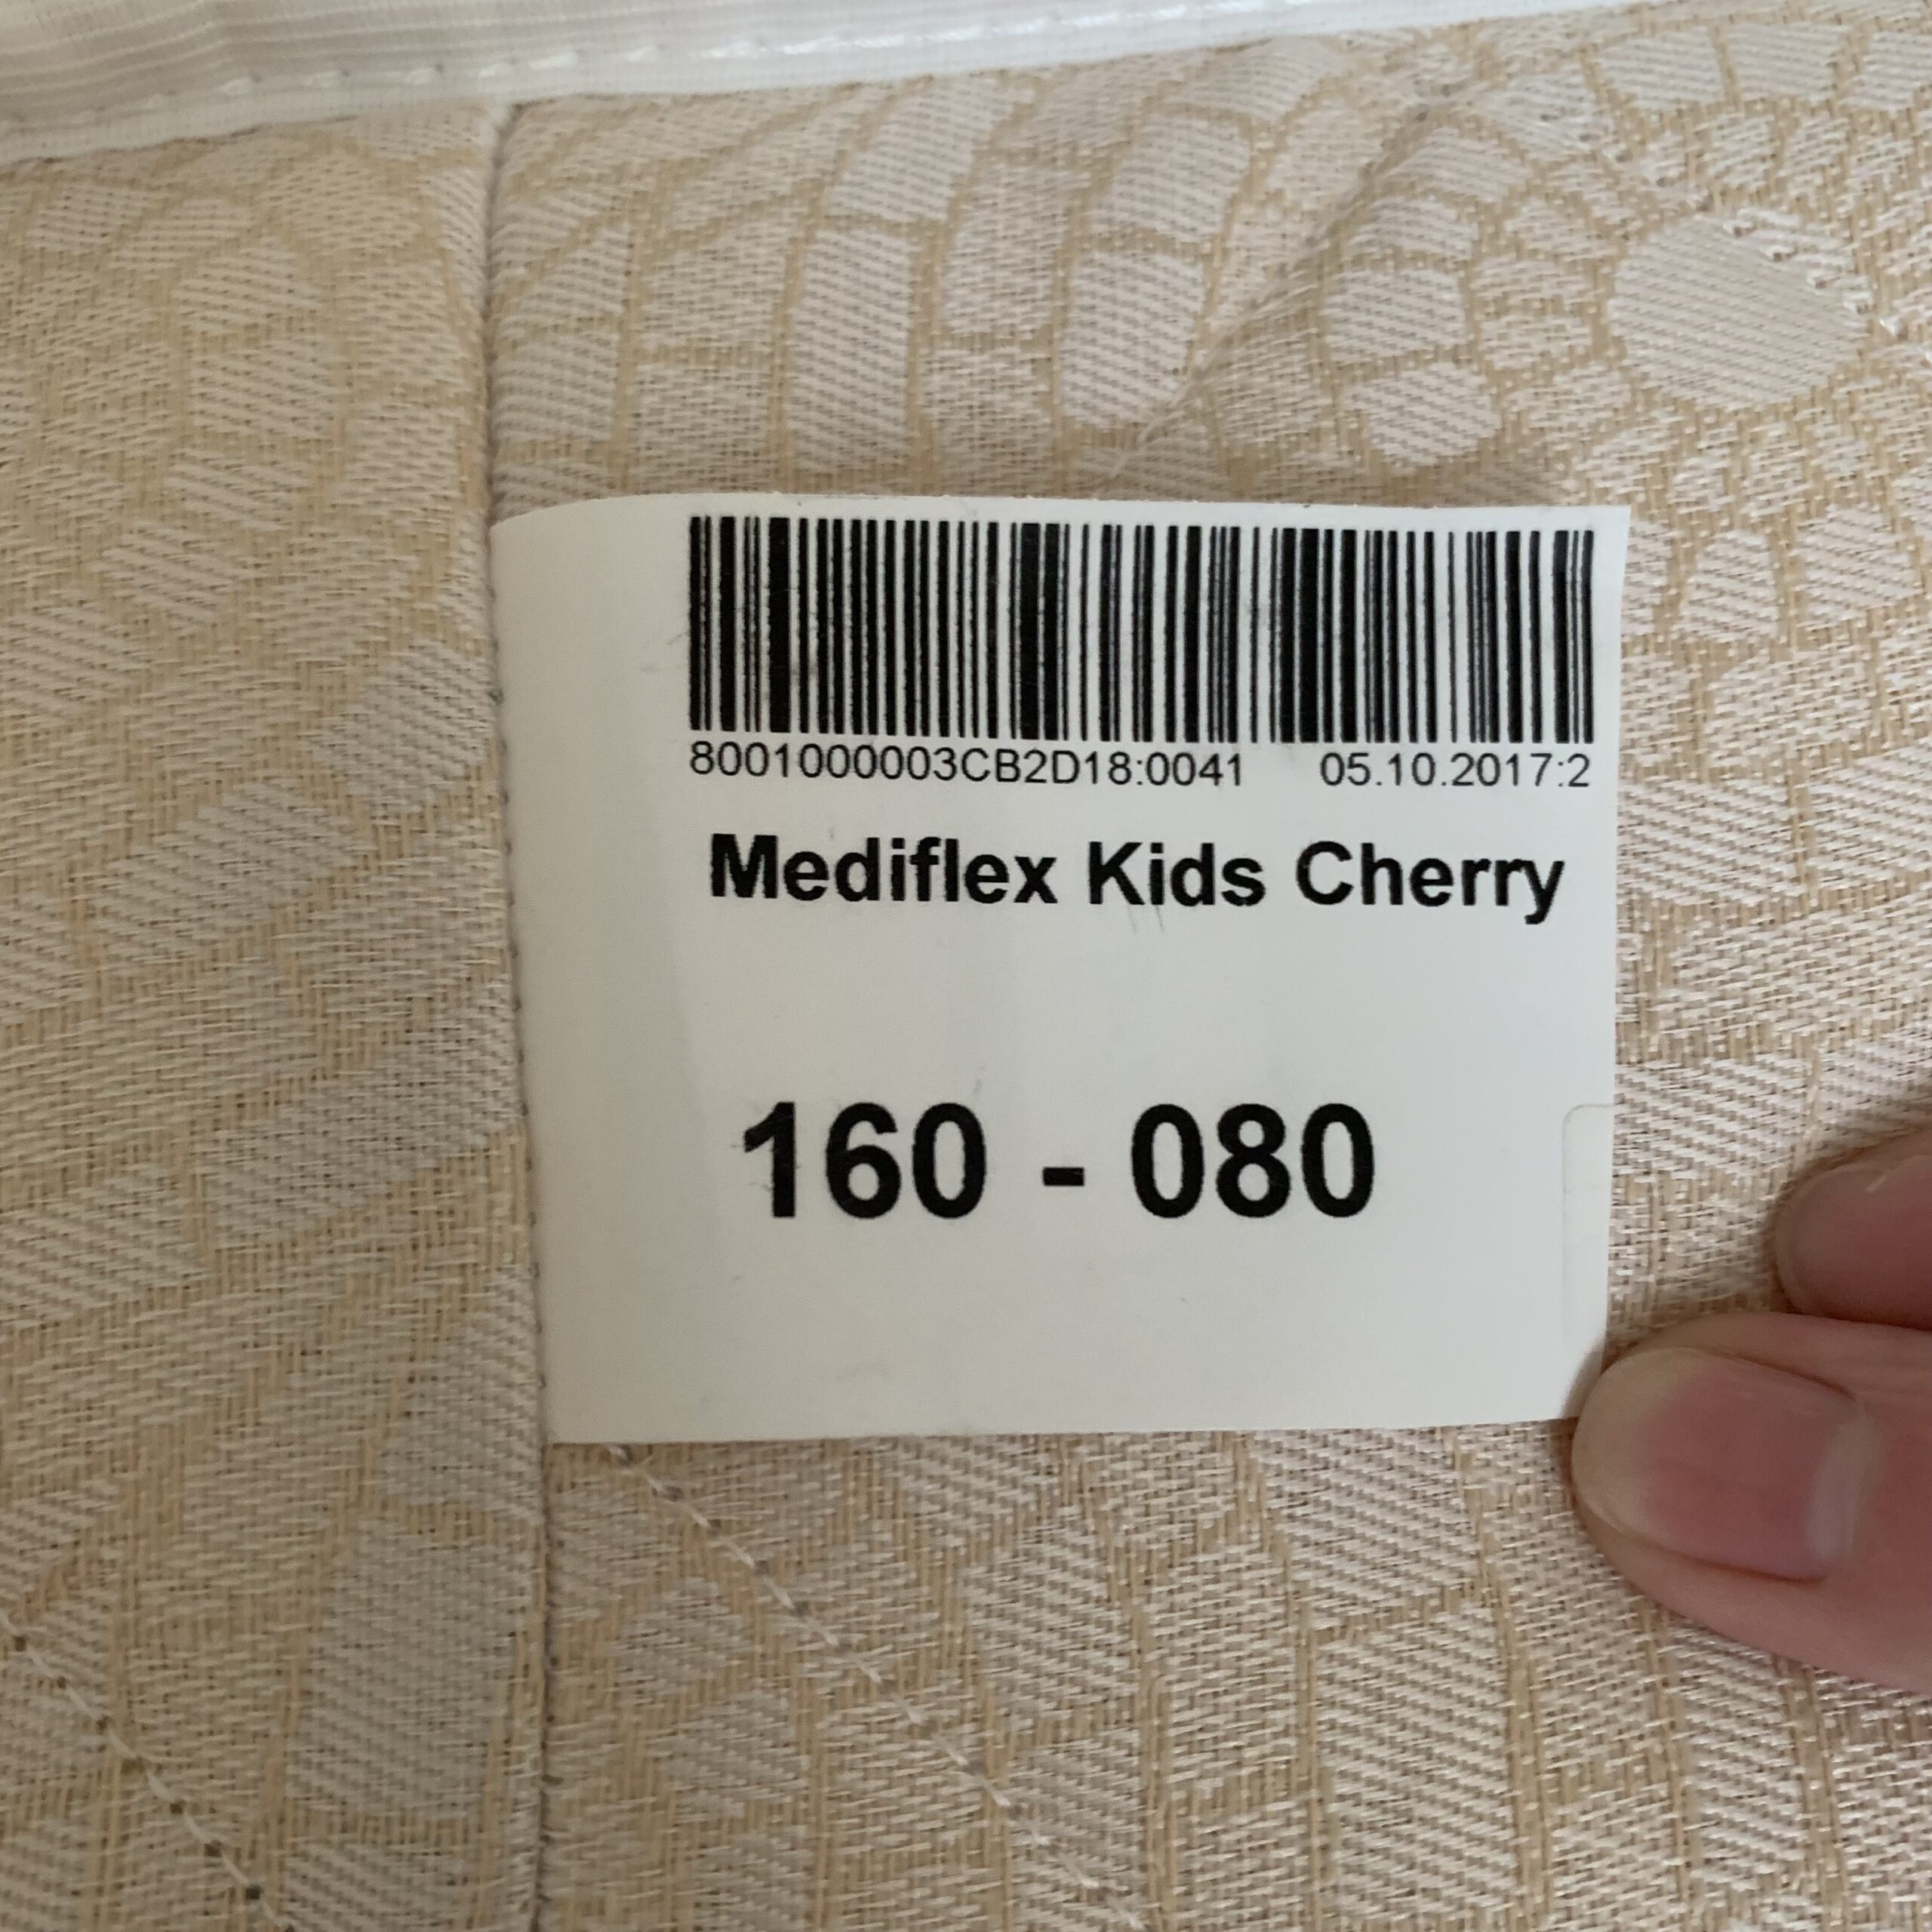 8001000003CB2D18:0041 05.10.2017:2
Mediflex Kids Cherry
160 - 080